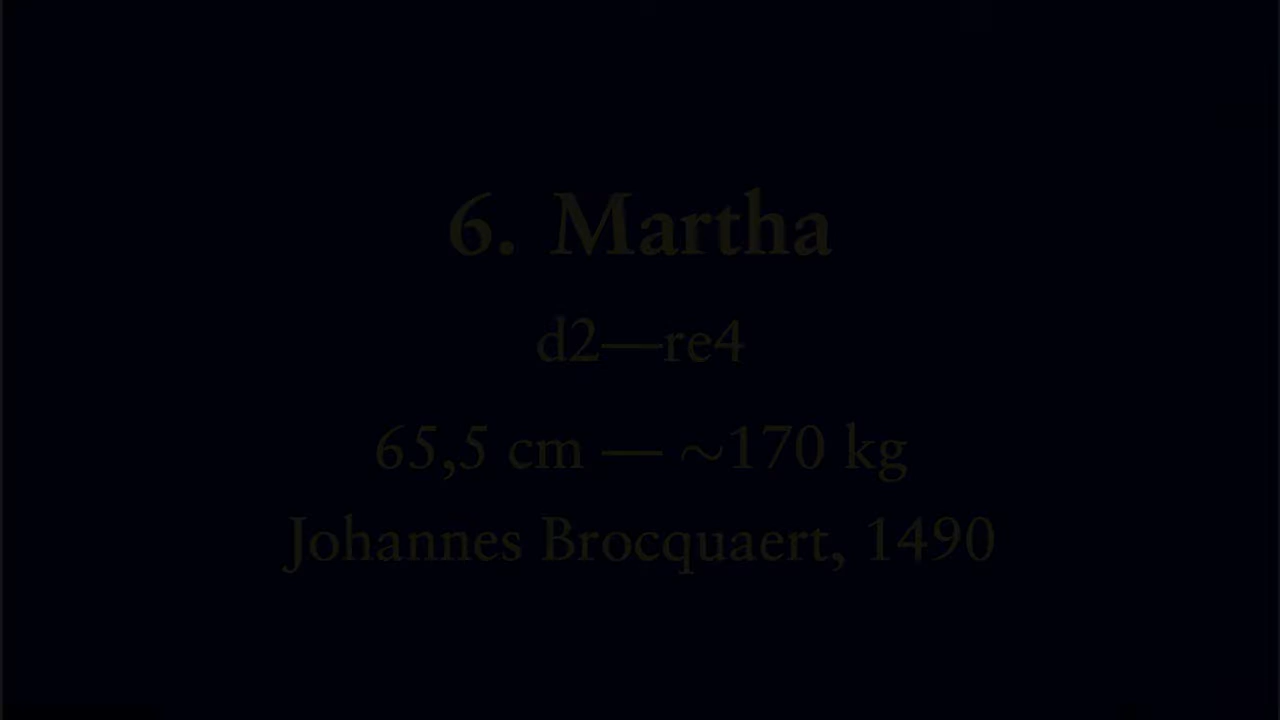 6. Martha
d2—re4
65,5 cm — ~170 kg
Johannes Brocquaert, 1490